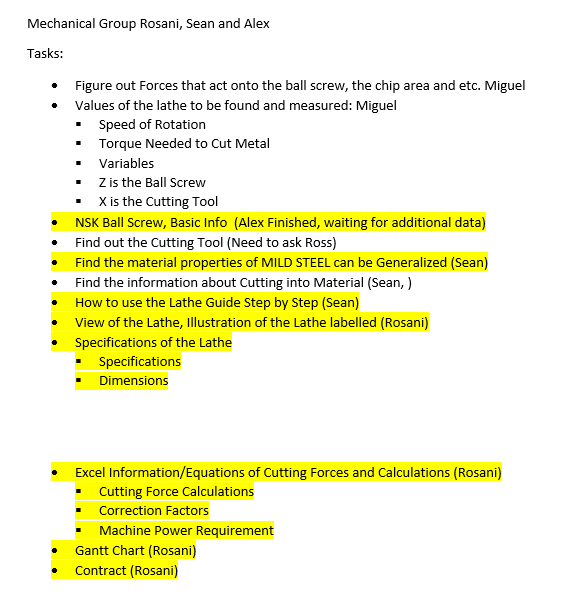 Mechanical Group Rosani, Sean and Alex
Tasks:
• Figure out Forces that act onto the ball screw, the chip area and etc. Miguel
• Values of the lathe to be found and measured: Miguel
▪ Speed of Rotation
▪ Torque Needed to Cut Metal
▪ Variables
▪ Z is the Ball Screw
▪ X is the Cutting Tool
• NSK Ball Screw, Basic Info  (Alex Finished, waiting for additional data)
• Find out the Cutting Tool (Need to ask Ross)
• Find the material properties of MILD STEEL can be Generalized (Sean)
• Find the information about Cutting into Material (Sean, )
• How to use the Lathe Guide Step by Step (Sean)
• View of the Lathe, Illustration of the Lathe labelled (Rosani)
• Specifications of the Lathe
▪ Specifications
▪ Dimensions
• Excel Information/Equations of Cutting Forces and Calculations (Rosani)
▪ Cutting Force Calculations
▪ Correction Factors
▪ Machine Power Requirement
• Gantt Chart (Rosani)
• Contract (Rosani)